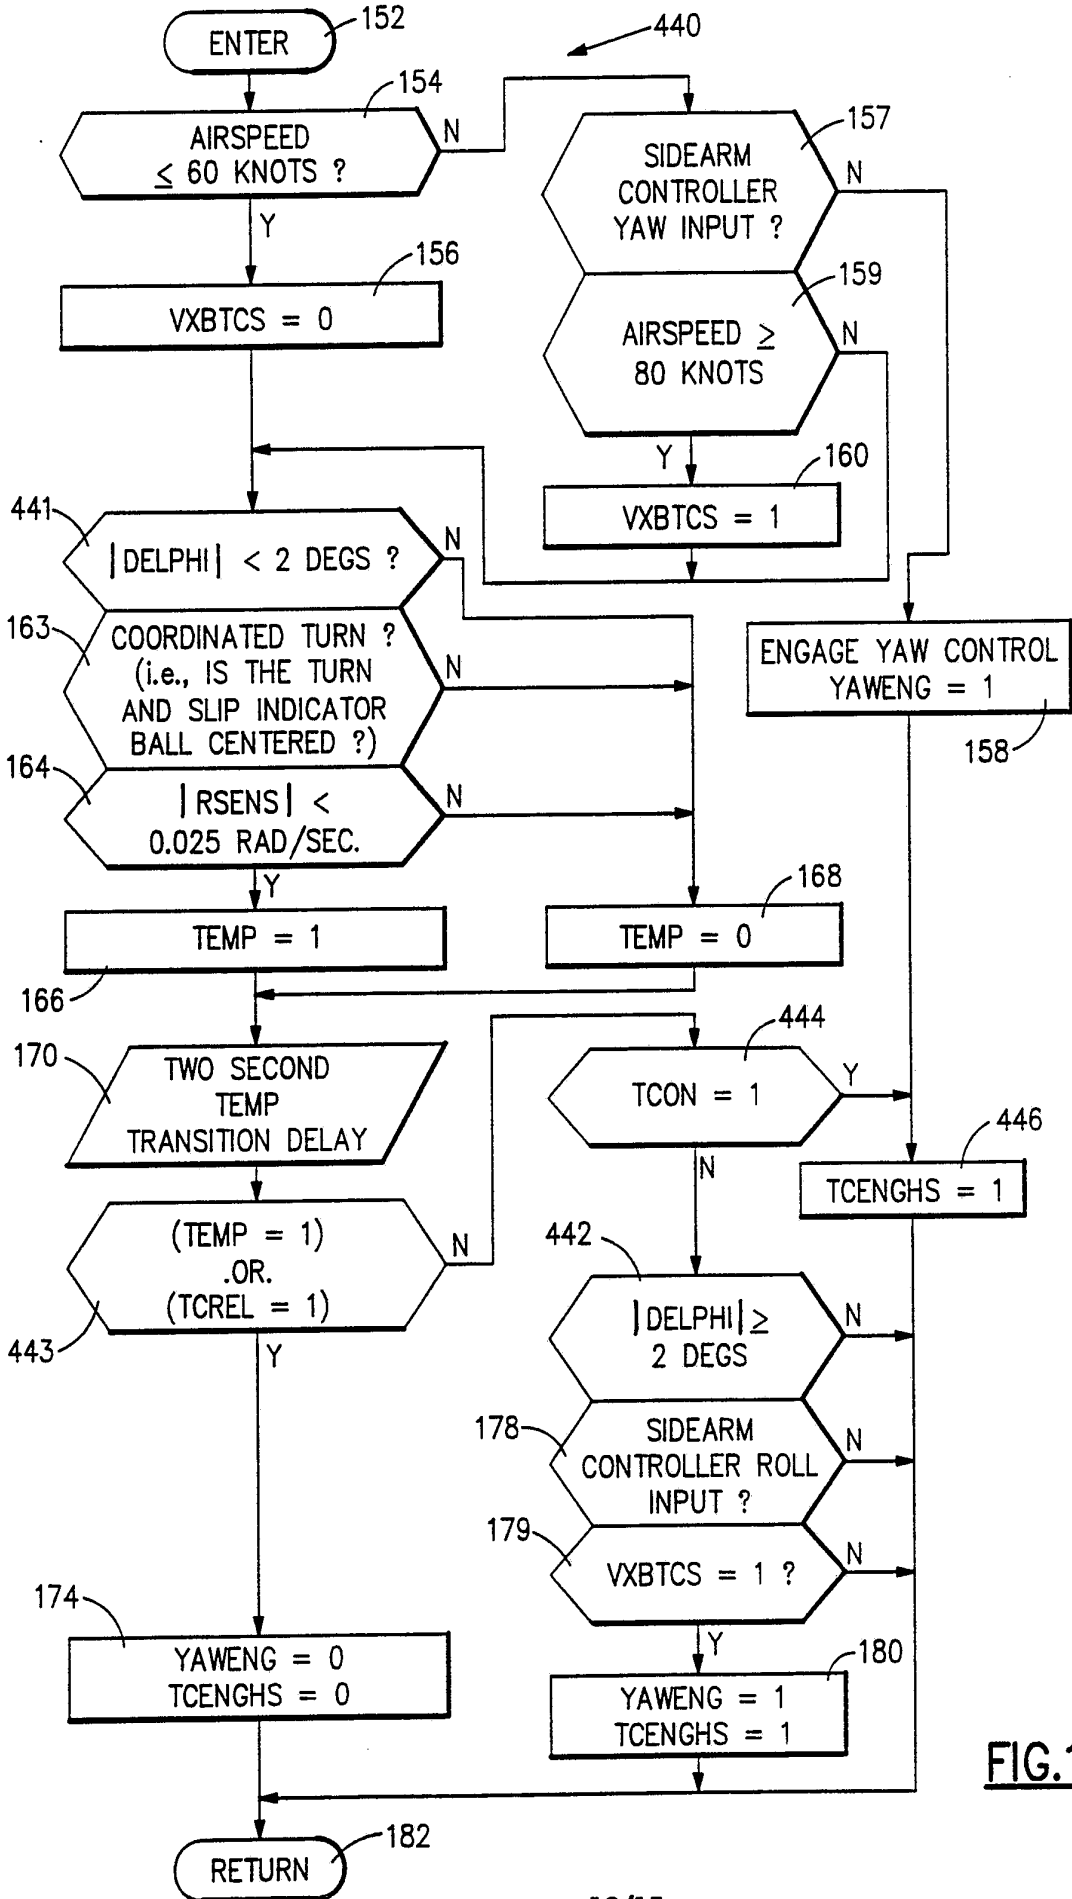 152
ENTER
440
154
AIRSPEED
≤ 60 KNOTS ?
N
Y
157
SIDEARM
CONTROLLER
YAW INPUT ?
N
156
VXBTCS = 0
159
AIRSPEED ≥
80 KNOTS
N
Y
160
VXBTCS = 1
441
|DELPHI| < 2 DEGS ?
N
163
COORDINATED TURN ?
(i.e., IS THE TURN
AND SLIP INDICATOR
BALL CENTERED ?)
N
164
|RSENS| <
0.025 RAD/SEC.
N
Y
ENGAGE YAW CONTROL
YAWENG = 1
158
TEMP = 1
166
168
TEMP = 0
170
TWO SECOND
TEMP
TRANSITION DELAY
444
TCON = 1
Y
N
446
TCENGHS = 1
(TEMP = 1)
.OR.
(TCREL = 1)
N
443
Y
442
|DELPHI| ≥
2 DEGS
N
178
SIDEARM
CONTROLLER ROLL
INPUT ?
N
179
VXBTCS = 1 ?
N
Y
174
YAWENG = 0
TCENGHS = 0
180
YAWENG = 1
TCENGHS = 1
FIG.
182
RETURN